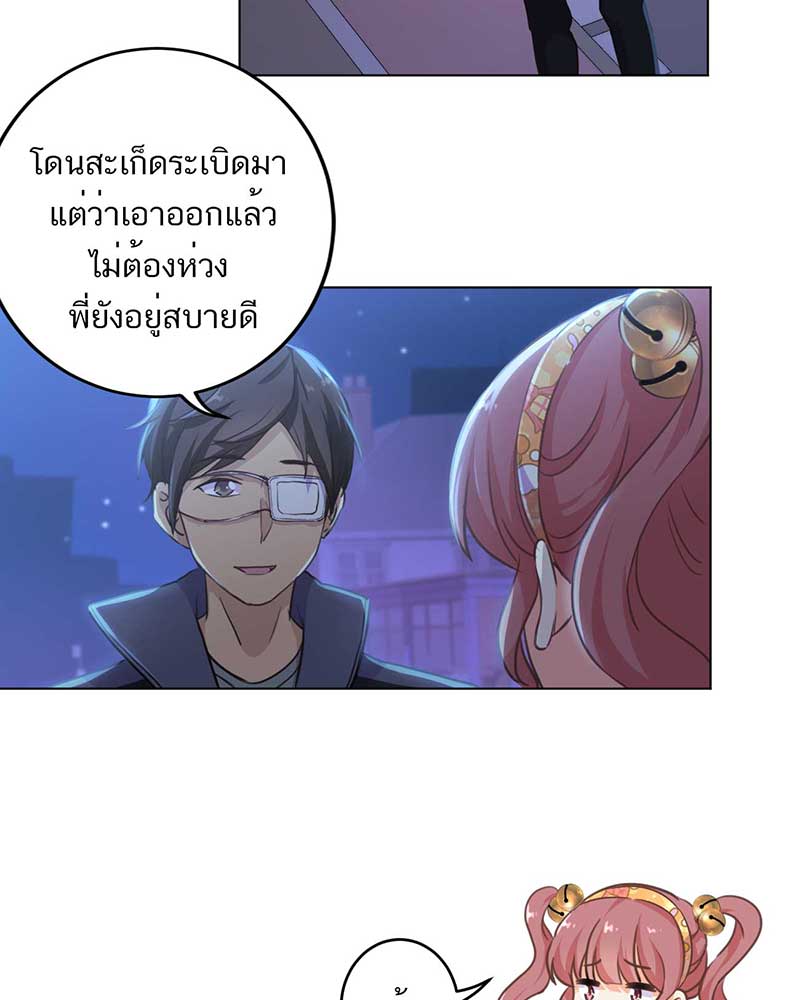 โดนสะเก็ดระเบิดมา
แต่ว่าเอาออกแล้ว
ไม่ต้องห่วง
พี่ยังอยู่สบายดี